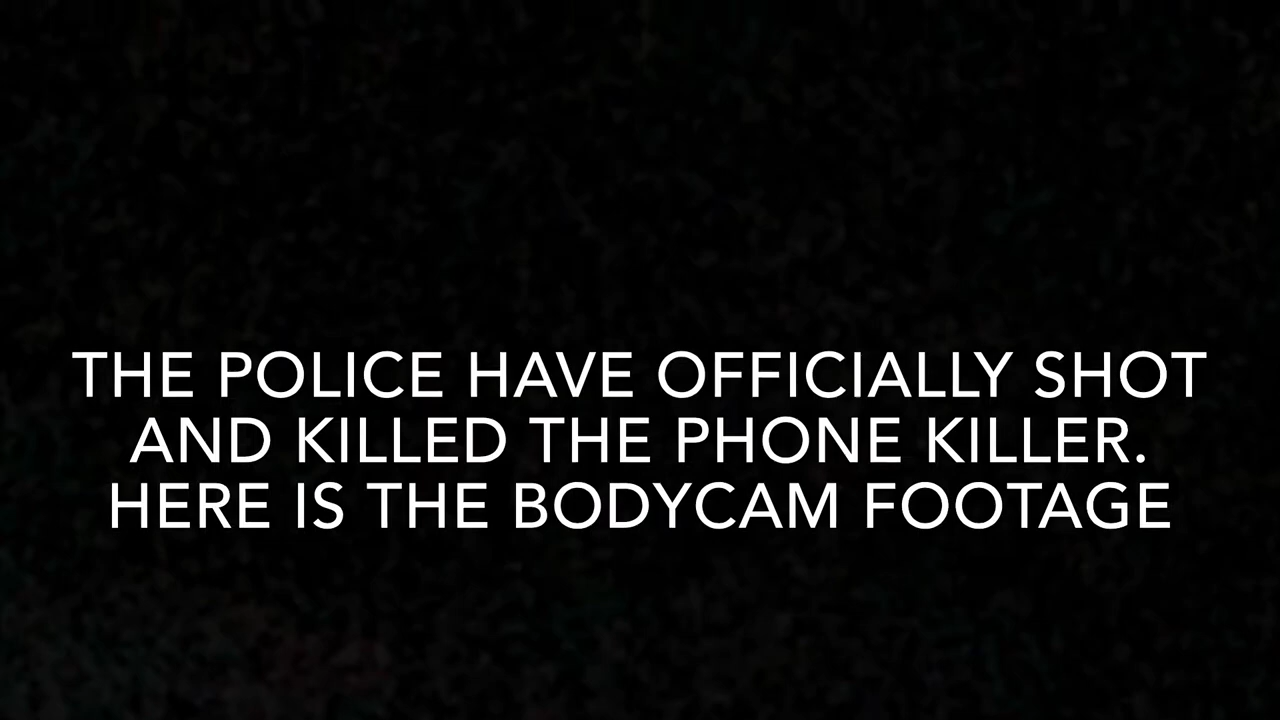 THE POLICE HAVE OFFICIALLY SHOT
AND KILLED THE PHONE KILLER.
HERE IS THE BODYCAM FOOTAGE